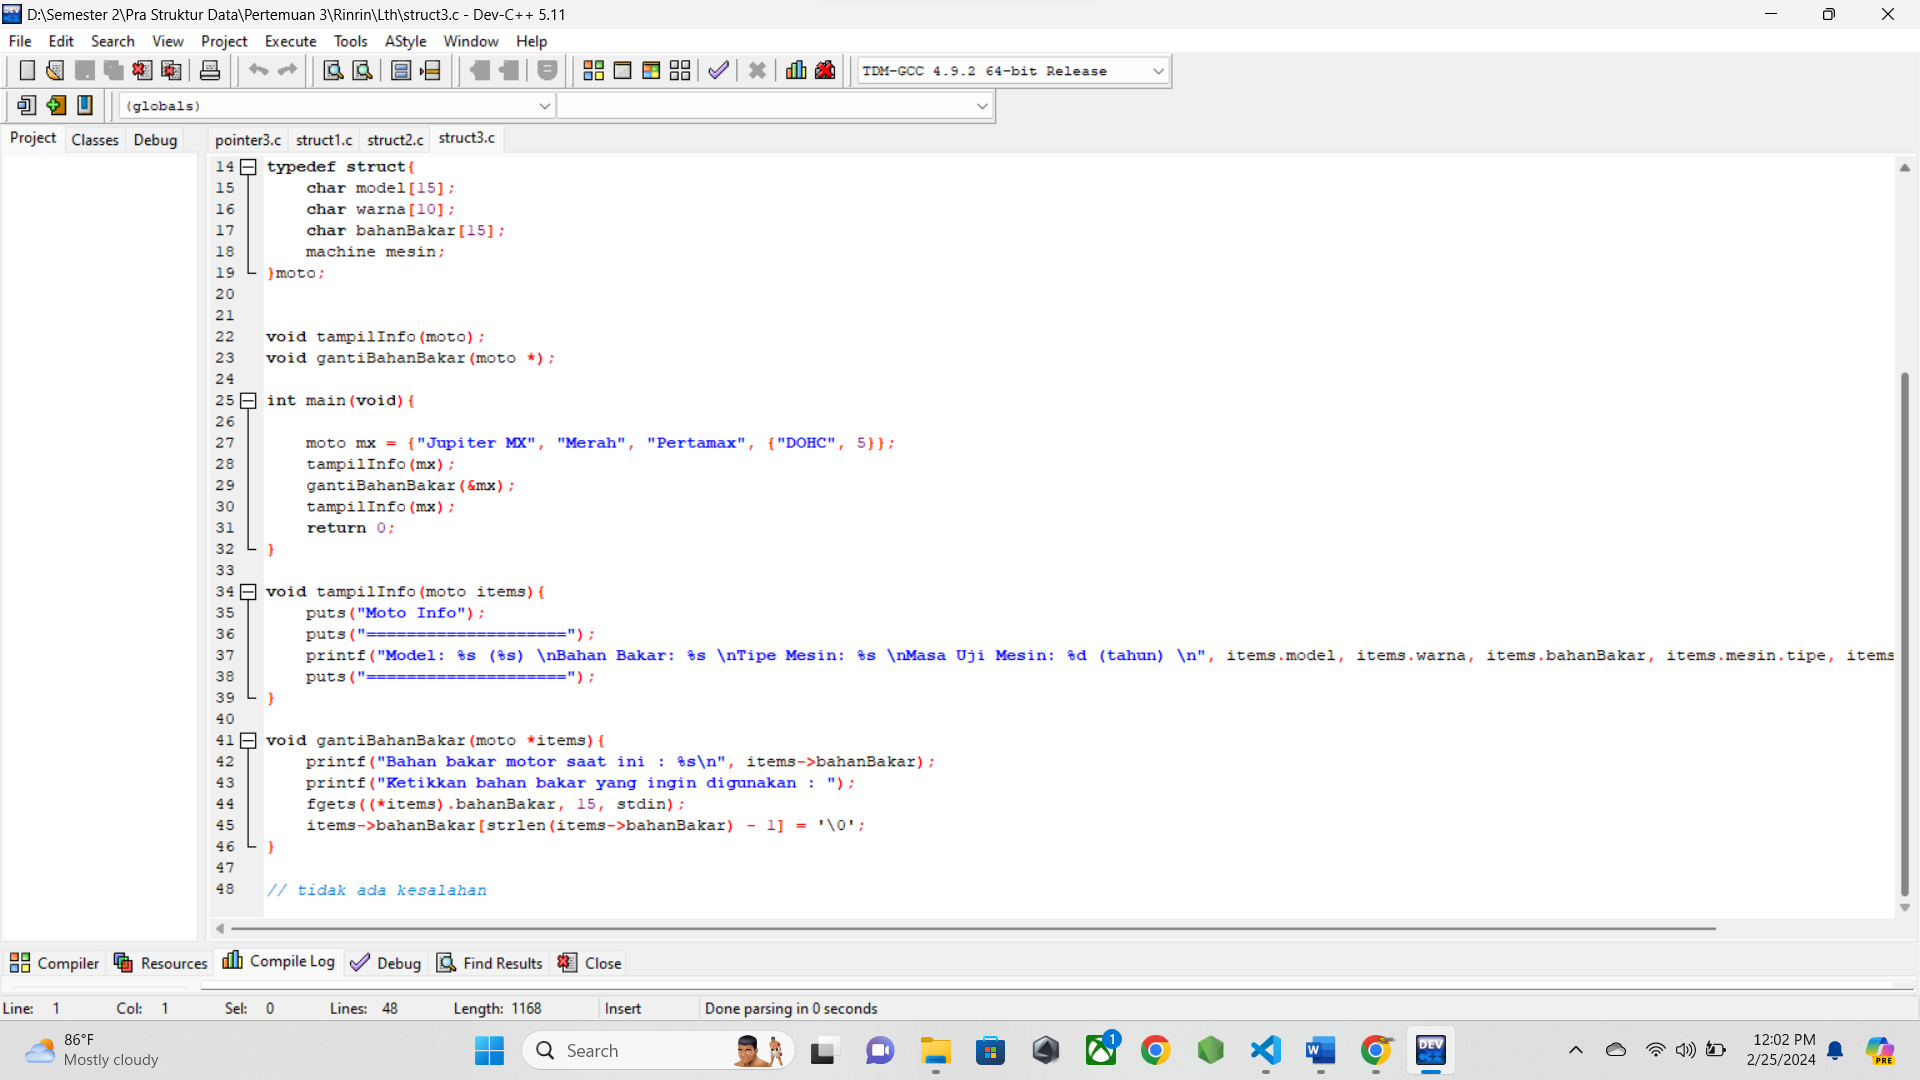 D:\Semester 2\Pra Struktur Data\Pertemuan 3\Rinrin\Lth\struct3.c - Dev-C++ 5.11
File Edit Search View Project Execute Tools AStyle Window Help
TDM-GCC 4.9.2 64-bit Release
(globals)
Project Classes Debug
pointer3.c struct1.c struct2.c struct3.c
14 typedef struct{
15     char model[15];
16     char warna[10];
17     char bahanBakar[15];
18     machine mesin;
19 }moto;
20
21
22 void tampilInfo(moto);
23 void gantiBahanBakar(moto *);
24
25 int main(void){
26
27     moto mx = {"Jupiter MX", "Merah", "Pertamax", {"DOHC", 5}};
28     tampilInfo(mx);
29     gantiBahanBakar(&mx);
30     tampilInfo(mx);
31     return 0;
32 }
33
34 void tampilInfo(moto items){
35     puts("Moto Info");
36     puts("====================");
37     printf("Model: %s (%s) \nBahan Bakar: %s \nTipe Mesin: %s \nMasa Uji Mesin: %d (tahun) \n", items.model, items.warna, items.bahanBakar, items.mesin.tipe, items
38     puts("====================");
39 }
40
41 void gantiBahanBakar(moto *items){
42     printf("Bahan bakar motor saat ini : %s\n", items->bahanBakar);
43     printf("Ketikkan bahan bakar yang ingin digunakan : ");
44     fgets((*items).bahanBakar, 15, stdin);
45     items->bahanBakar[strlen(items->bahanBakar) - 1] = '\0';
46 }
47
48 // tidak ada kesalahan
Compiler Resources Compile Log Debug Find Results Close
Line: 1 Col: 1 Sel: 0 Lines: 48 Length: 1168 Insert Done parsing in 0 seconds
86°F
Mostly cloudy
Search
1
W
DEV
C++
12:02 PM
2/25/2024
PRE